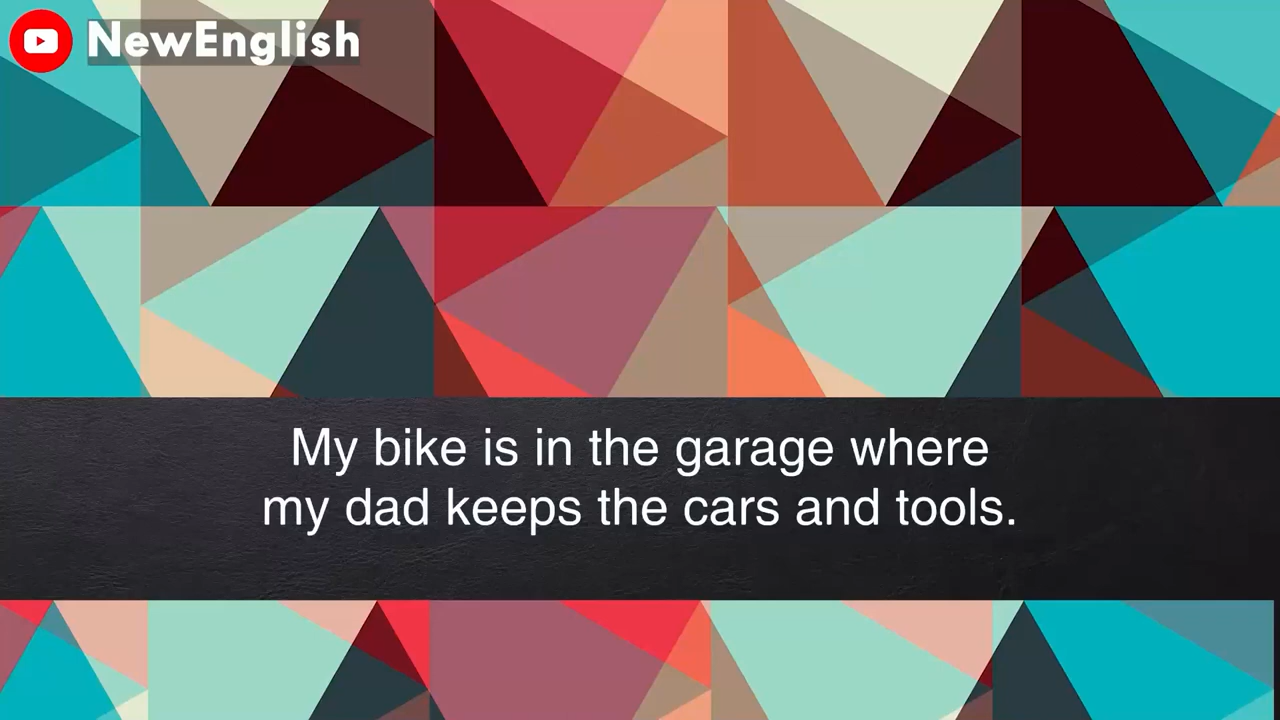 NewEnglish
My bike is in the garage where
my dad keeps the cars and tools.